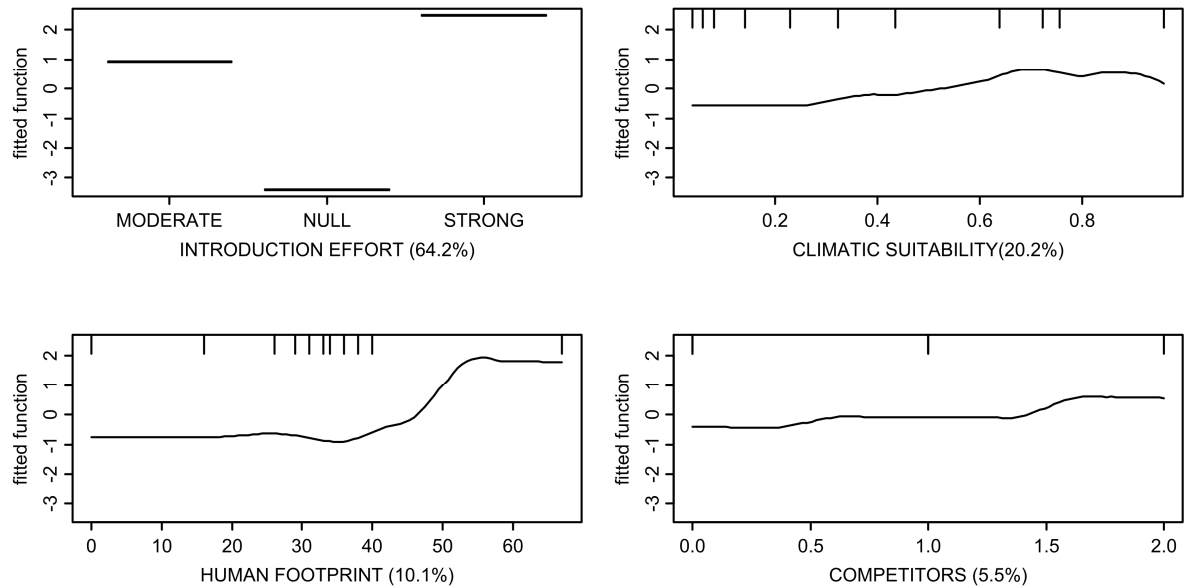 fitted function
2
1
0
-1
-2
-3
MODERATE NULL STRONG
INTRODUCTION EFFORT (64.2%)
fitted function
2
1
0
-1
-2
-3
0.2 0.4 0.6 0.8
CLIMATIC SUITABILITY(20.2%)
fitted function
2
1
0
-1
-2
-3
0 10 20 30 40 50 60
HUMAN FOOTPRINT (10.1%)
fitted function
2
1
0
-1
-2
-3
0.0 0.5 1.0 1.5 2.0
COMPETITORS (5.5%)